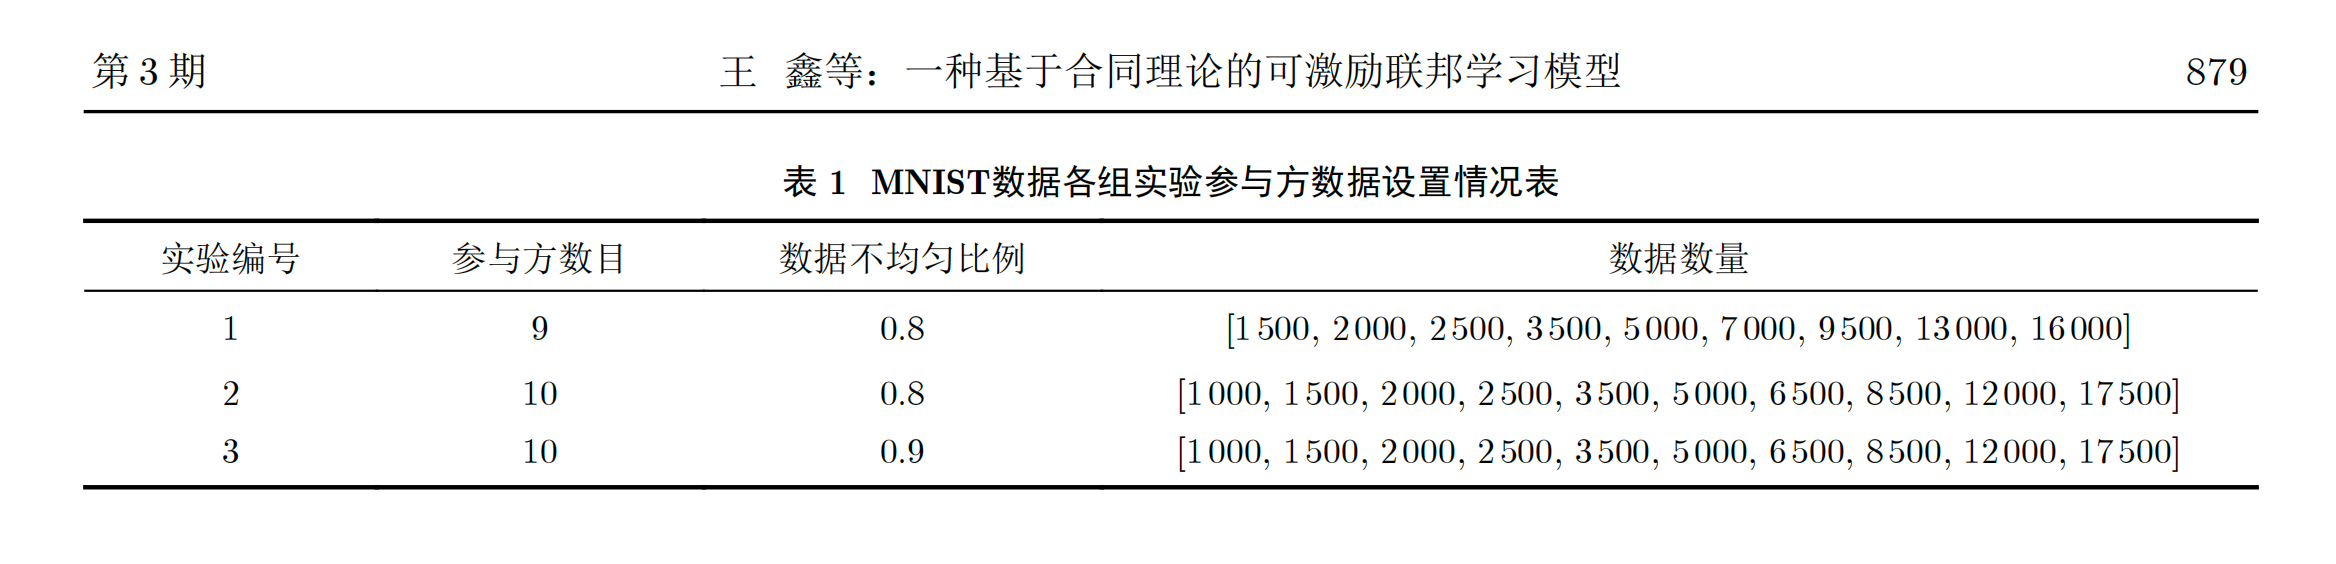 第 3 期 王 鑫等：一种基于合同理论的可激励联邦学习模型 879
表 1 MNIST数据各组实验参与方数据设置情况表
实验编号 参与方数目 数据不均匀比例 数据数量
1 9 0.8 [1 500, 2 000, 2 500, 3 500, 5 000, 7 000, 9 500, 13 000, 16 000]
2 10 0.8 [1 000, 1 500, 2 000, 2 500, 3 500, 5 000, 6 500, 8 500, 12 000, 17 500]
3 10 0.9 [1 000, 1 500, 2 000, 2 500, 3 500, 5 000, 6 500, 8 500, 12 000, 17 500]